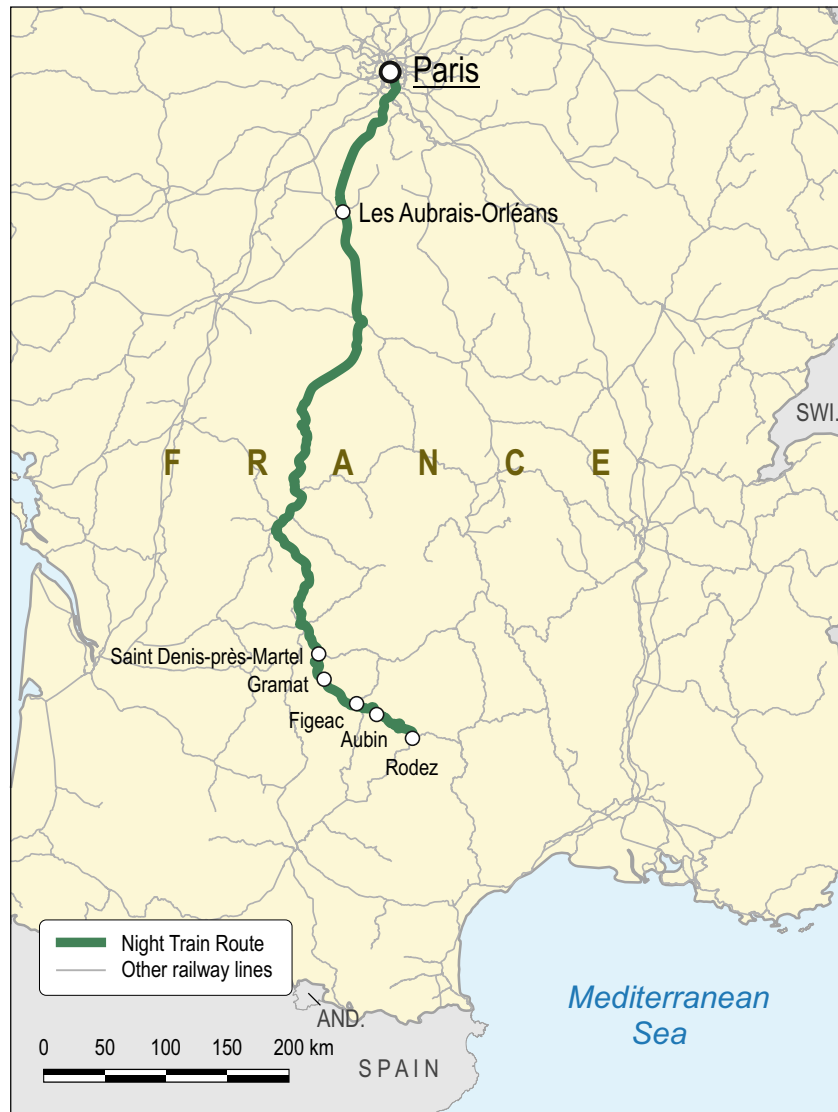 Paris
Les Aubrais-Orléans
SWI.
F R A N C E
Saint Denis-près-Martel
Gramat
Figeac
Aubin
Rodez
Night Train Route
Other railway lines
Mediterranean
Sea
AND.
0 50 100 150 200 km
SPAIN